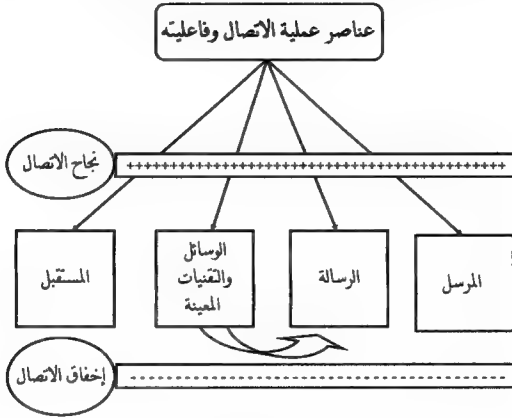 عناصر عملية الاتصال وفاعليته
نجاح الاتصال
المرسل
الرسالة
الوسائل
والتقنيات
المعينة
المستقبل
إخفاق الاتصال